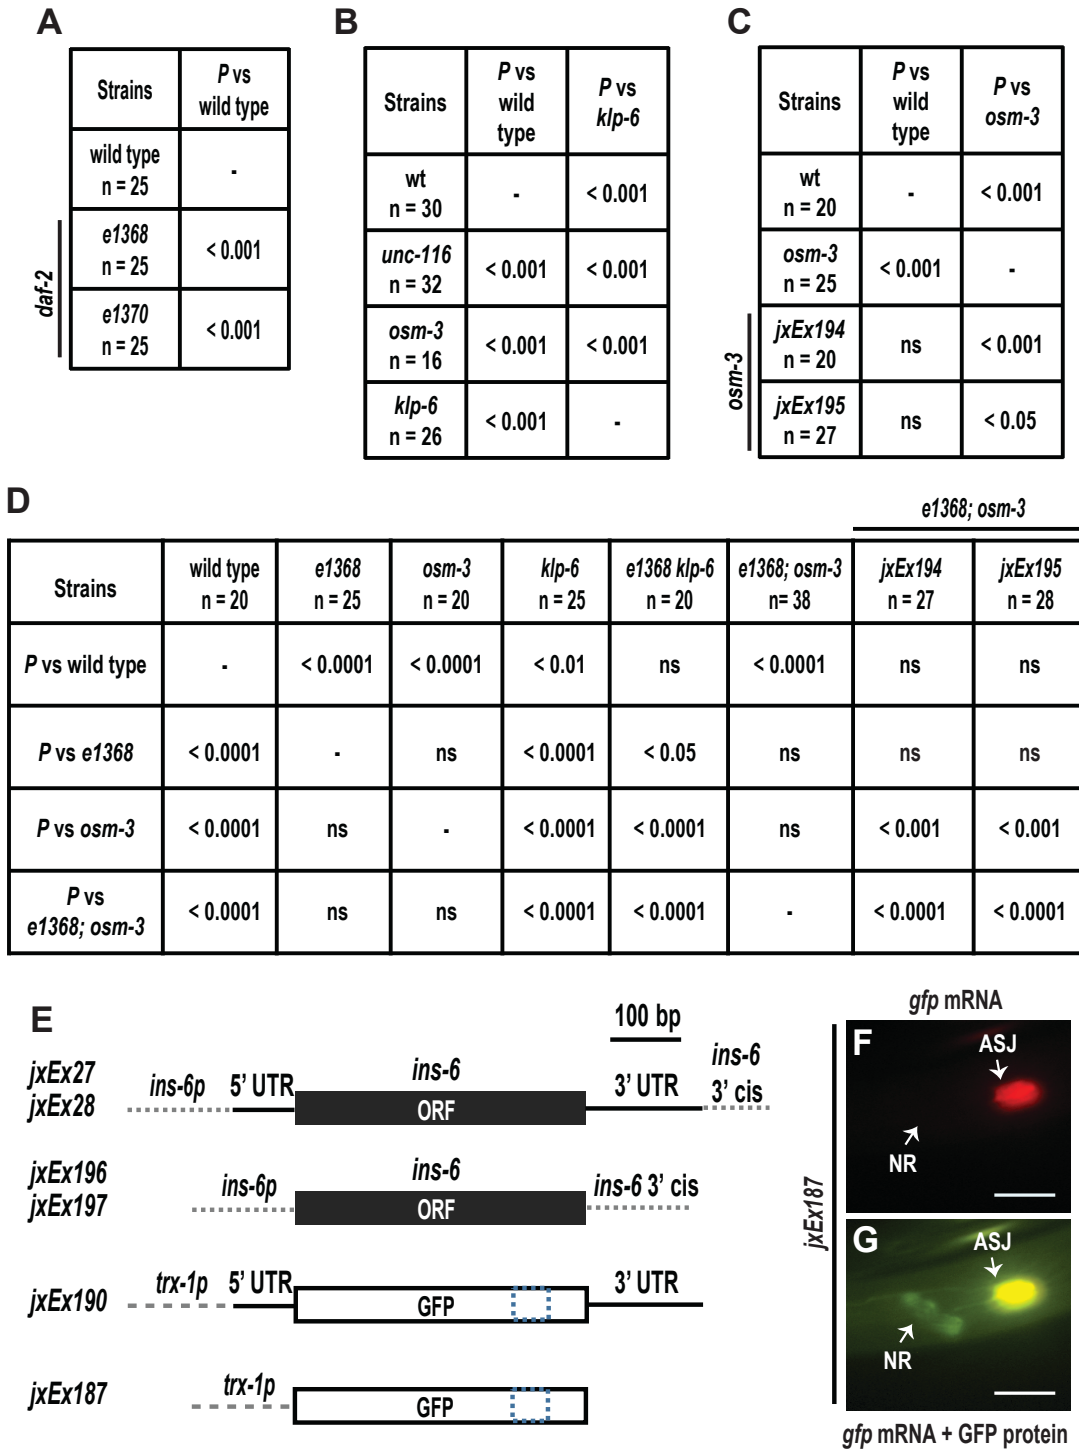 A
Strains
P vs
wild type
wild type
n = 25
-
daf-2
e1368
n = 25
< 0.001
e1370
n = 25
< 0.001
B
Strains
P vs
wild
type
P vs
klp-6
wt
n = 30
-
< 0.001
unc-116
n = 32
< 0.001
< 0.001
osm-3
n = 16
< 0.001
< 0.001
klp-6
n = 26
< 0.001
-
C
Strains
P vs
wild
type
P vs
osm-3
wt
n = 20
-
< 0.001
osm-3
n = 25
< 0.001
-
osm-3
jxEx194
n = 20
ns
< 0.001
jxEx195
n = 27
ns
< 0.05
D
e1368; osm-3
Strains
wild type
n = 20
e1368
n = 25
osm-3
n = 20
klp-6
n = 25
e1368 klp-6
n = 20
e1368; osm-3
n= 38
jxEx194
n = 27
jxEx195
n = 28
P vs wild type
-
< 0.0001
< 0.0001
< 0.01
ns
< 0.0001
ns
ns
P vs e1368
< 0.0001
-
ns
< 0.0001
< 0.05
ns
ns
ns
P vs osm-3
< 0.0001
ns
-
< 0.0001
< 0.0001
ns
< 0.001
< 0.001
P vs
e1368; osm-3
< 0.0001
ns
ns
< 0.0001
< 0.0001
-
< 0.0001
< 0.0001
E
100 bp
jxEx27
jxEx28
ins-6p
5' UTR
ins-6
ORF
3' UTR
ins-6
3' cis
jxEx196
jxEx197
ins-6p
ins-6
ORF
ins-6 3' cis
jxEx190
trx-1p
5' UTR
GFP
3' UTR
jxEx187
trx-1p
GFP
gfp mRNA
jxEx187
F
ASJ
NR
G
ASJ
NR
gfp mRNA + GFP protein